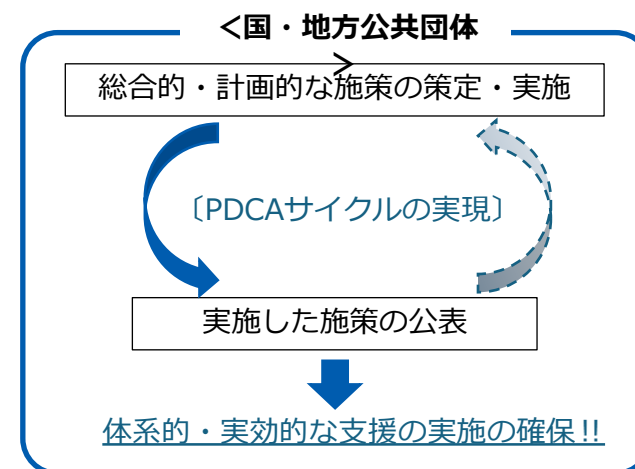 <国・地方公共団体
>
総合的・計画的な施策の策定・実施
〔PDCAサイクルの実現〕
実施した施策の公表
体系的・実効的な支援の実施の確保!!